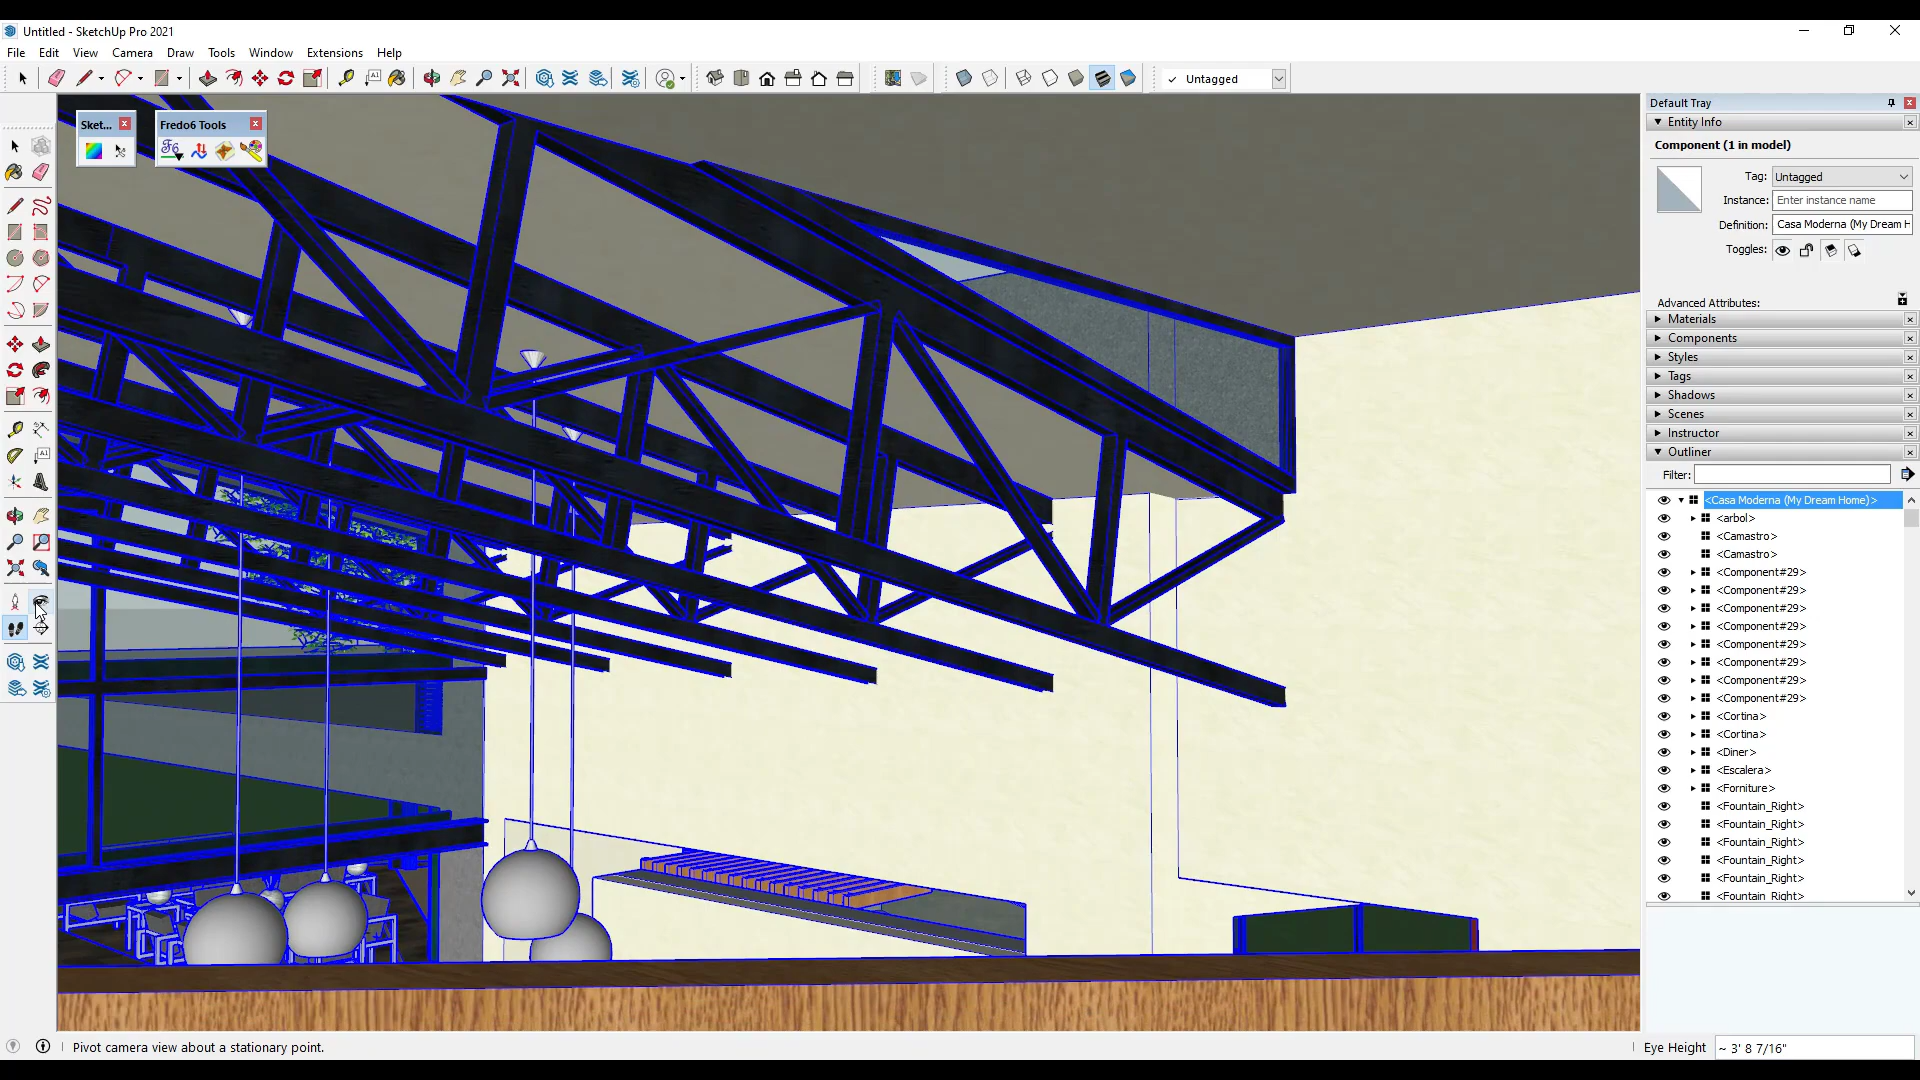 Untitled - SketchUp Pro 2021
File Edit View Camera Draw Tools Window Extensions Help
A1
Untagged
Sket...
Fredo6 Tools
A1
Default Tray
Entity Info
Component (1 in model)
Tag: Untagged
Instance: Enter instance name
Definition: Casa Moderna (My Dream H
Toggles:
Advanced Attributes:
Materials
Components
Styles
Tags
Shadows
Scenes
Instructor
Outliner
Filter:
<Casa Moderna (My Dream Home)>
<arbol>
<Camastro>
<Camastro>
<Component#29>
<Component#29>
<Component#29>
<Component#29>
<Component#29>
<Component#29>
<Component#29>
<Component#29>
<Cortina>
<Cortina>
<Diner>
<Escalera>
<Forniture>
<Fountain_Right>
<Fountain_Right>
<Fountain_Right>
<Fountain_Right>
<Fountain_Right>
<Fountain_Right>
Pivot camera view about a stationary point.
Eye Height ~ 3' 8 7/16"